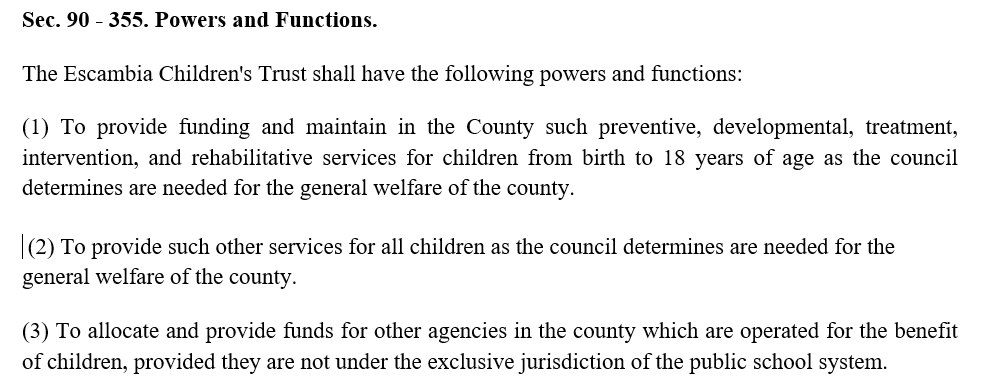 Sec. 90 - 355. Powers and Functions.
The Escambia Children's Trust shall have the following powers and functions:
(1) To provide funding and maintain in the County such preventive, developmental, treatment,
intervention, and rehabilitative services for children from birth to 18 years of age as the council
determines are needed for the general welfare of the county.
(2) To provide such other services for all children as the council determines are needed for the
general welfare of the county.
(3) To allocate and provide funds for other agencies in the county which are operated for the benefit
of children, provided they are not under the exclusive jurisdiction of the public school system.